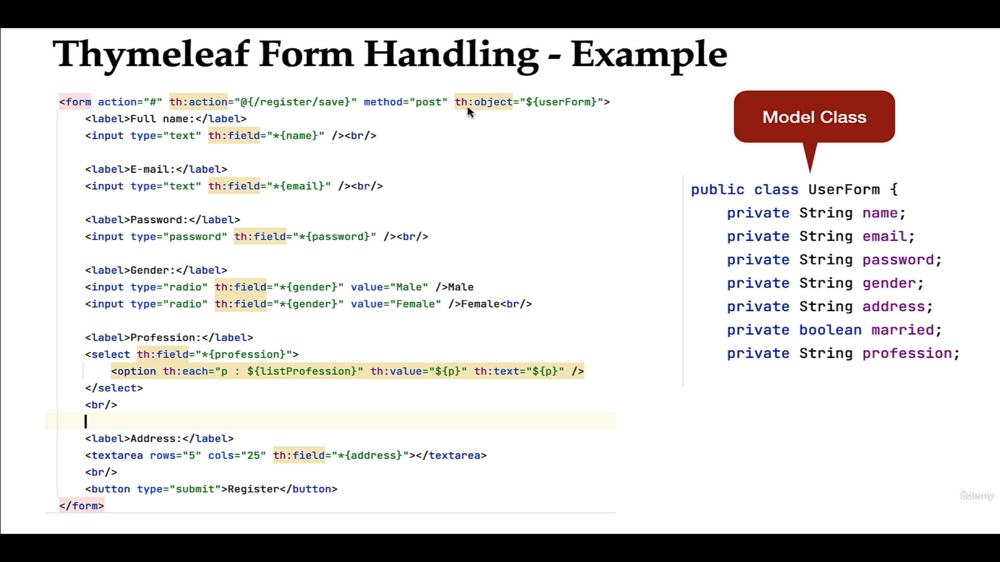 Thymeleaf Form Handling - Example
<form action="#" th:action="@{/register/save}" method="post" th:object="${userForm}">
<label>Full name:</label>
<input type="text" th:field="*{name}" /><br/>
<label>E-mail:</label>
<input type="text" th:field="*{email}" /><br/>
<label>Password:</label>
<input type="password" th:field="*{password}" /><br/>
<label>Gender:</label>
<input type="radio" th:field="*{gender}" value="Male" />Male
<input type="radio" th:field="*{gender}" value="Female" />Female<br/>
<label>Profession:</label>
<select th:field="*{profession}">
<option th:each="p : ${listProfession}" th:value="${p}" th:text="${p}" />
</select>
<br/>
<label>Address:</label>
<textarea rows="5" cols="25" th:field="*{address}"></textarea>
<br/>
<button type="submit">Register</button>
</form>
Model Class
public class UserForm {
private String name;
private String email;
private String password;
private String gender;
private String address;
private boolean married;
private String profession;
ûdemy